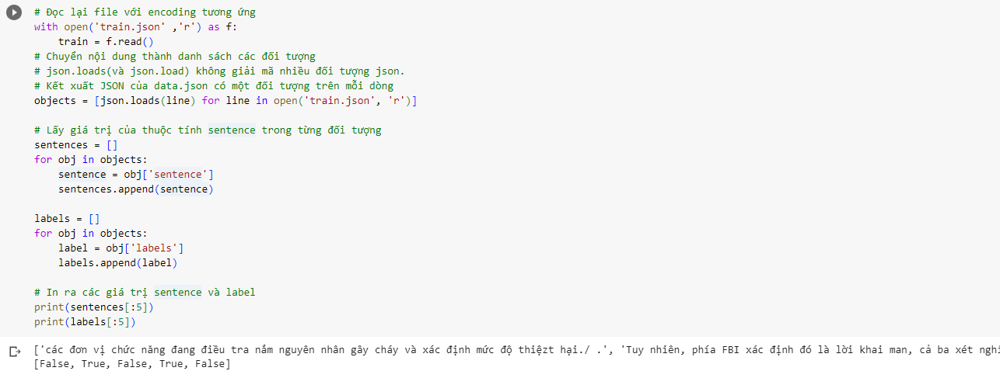 # Đọc lại file với encoding tương ứng
with open('train.json' ,'r') as f:
    train = f.read()
# Chuyển nội dung thành danh sách các đối tượng
# json.loads(và json.load) không giải mã nhiều đối tượng json.
# Kết xuất JSON của data.json có một đối tượng trên mỗi dòng
objects = [json.loads(line) for line in open('train.json', 'r')]

# Lấy giá trị của thuộc tính sentence trong từng đối tượng
sentences = []
for obj in objects:
    sentence = obj['sentence']
    sentences.append(sentence)

labels = []
for obj in objects:
    label = obj['labels']
    labels.append(label)

# In ra các giá trị sentence và label
print(sentences[:5])
print(labels[:5])
['các đơn vị chức năng đang điều tra nắm nguyên nhân gây cháy và xác định mức độ thiệzt hại./ .', 'Tuy nhiên, phía FBI xác định đó là lời khai man, cả ba xét
[False, True, False, True, False]